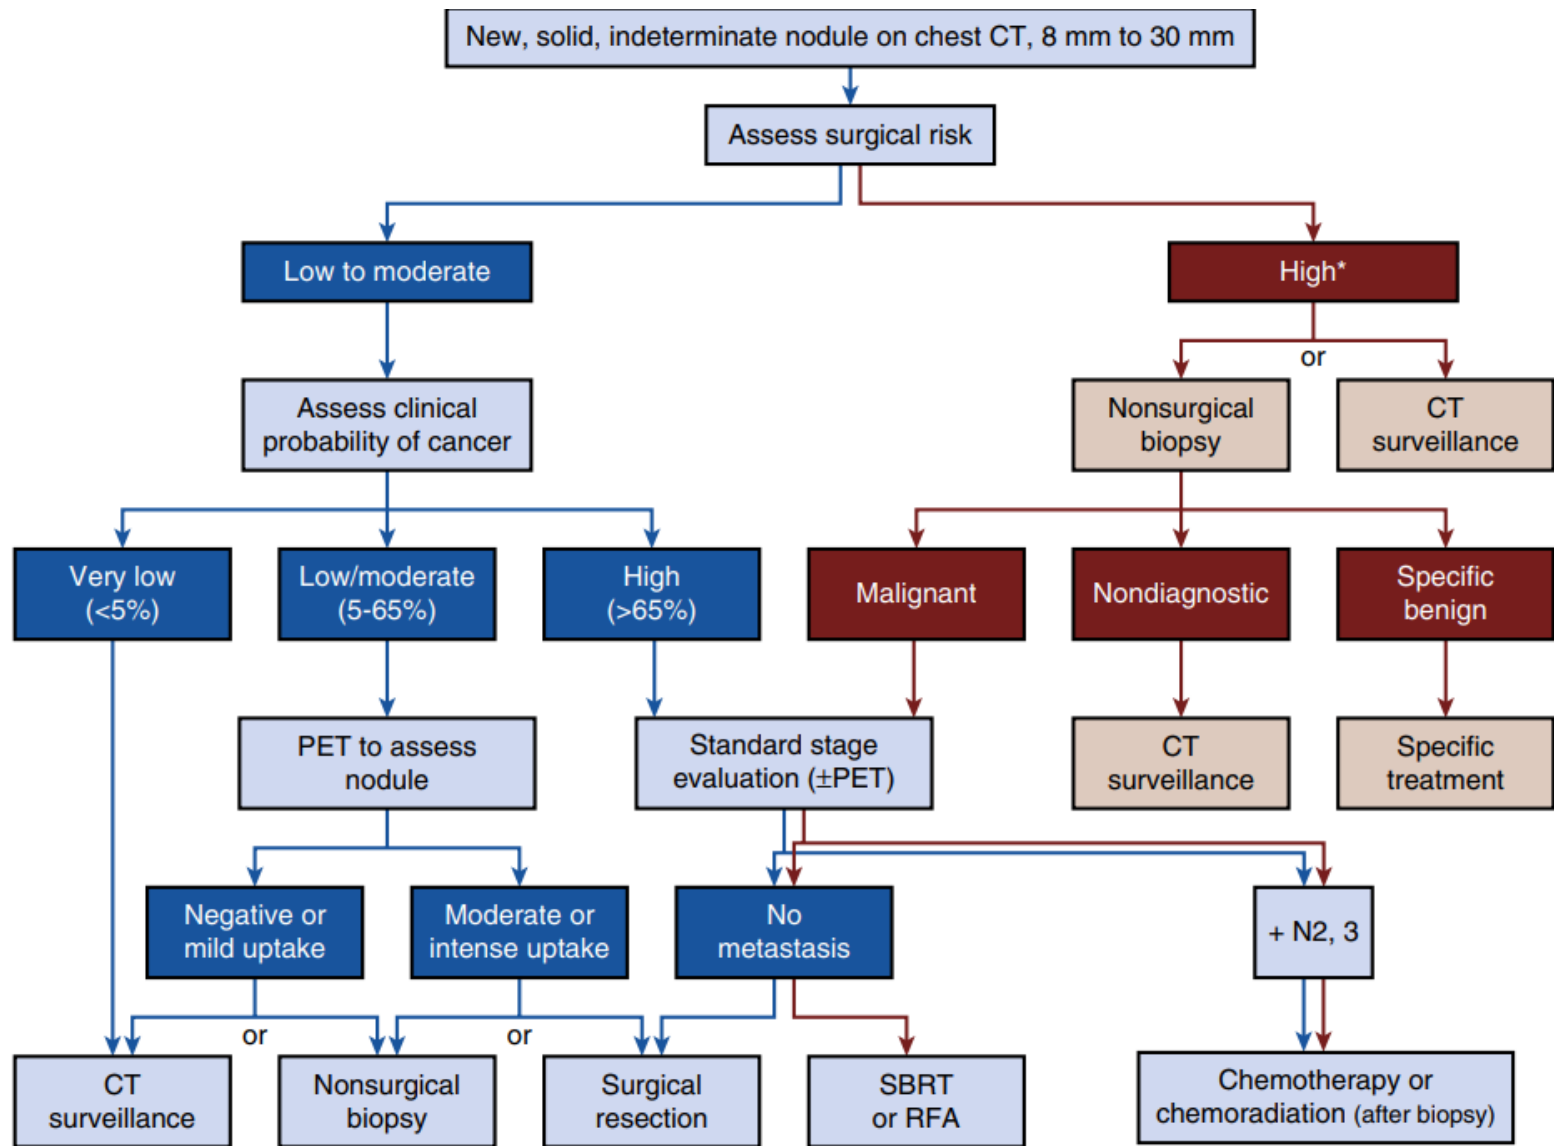 New, solid, indeterminate nodule on chest CT, 8 mm to 30 mm
Assess surgical risk
Low to moderate
High*
or
Assess clinical
probability of cancer
Nonsurgical
biopsy
CT
surveillance
Very low
(<5%)
Low/moderate
(5-65%)
High
(>65%)
Malignant
Nondiagnostic
Specific
benign
PET to assess
nodule
Standard stage
evaluation (±PET)
CT
surveillance
Specific
treatment
Negative or
mild uptake
Moderate or
intense uptake
No
metastasis
+ N2, 3
or
or
CT
surveillance
Nonsurgical
biopsy
Surgical
resection
SBRT
or RFA
Chemotherapy or
chemoradiation (after biopsy)